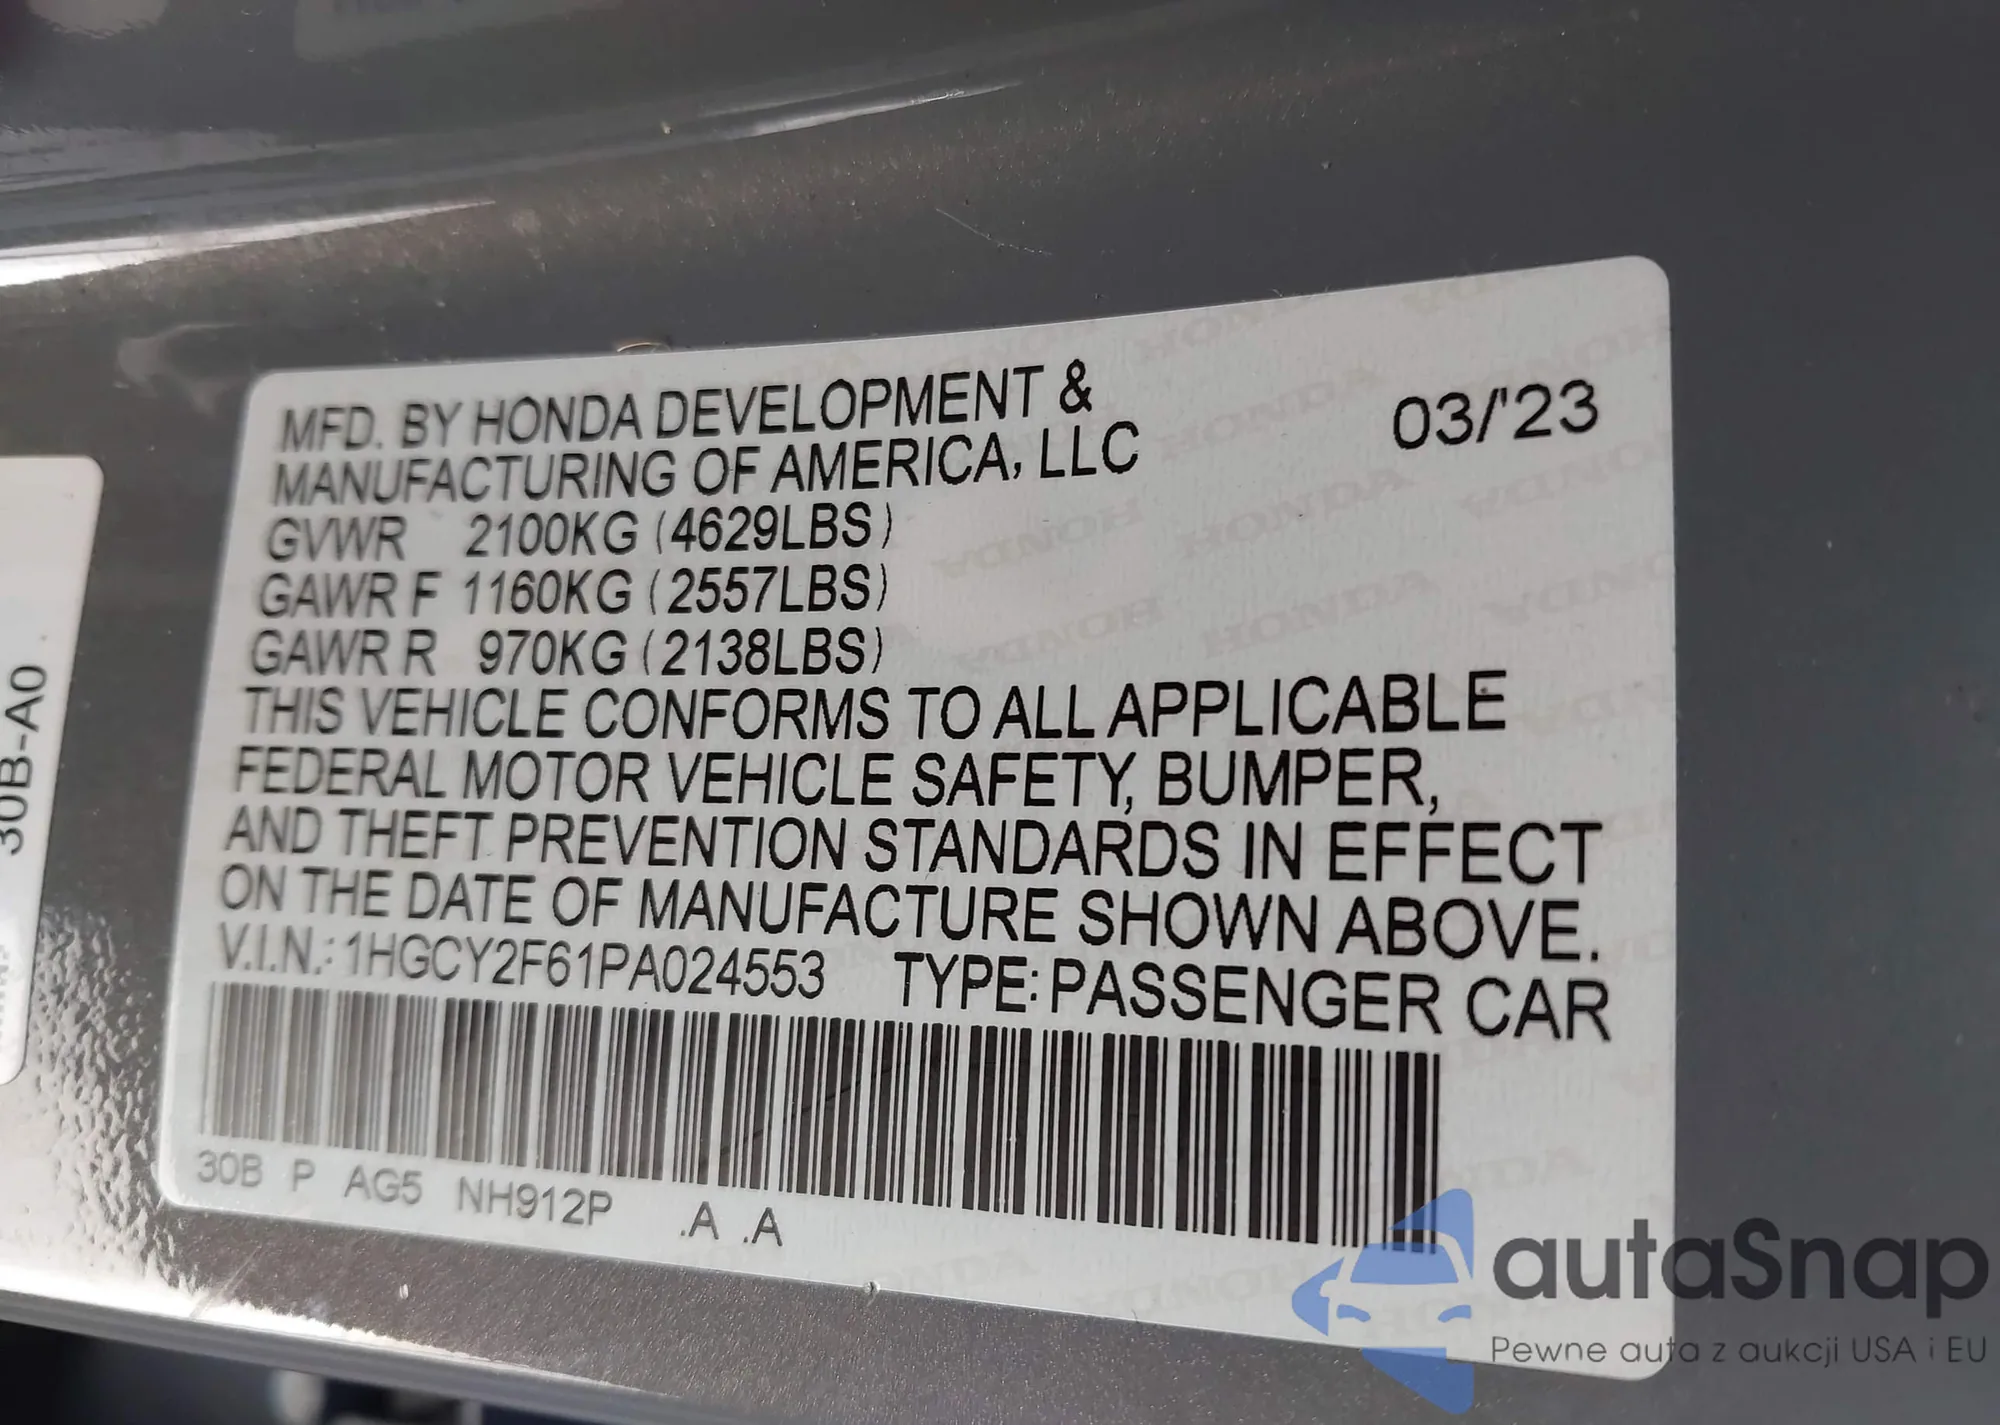 MFD. BY HONDA DEVELOPMENT &
MANUFACTURING OF AMERICA, LLC
03/'23
GVWR 2100KG (4629LBS)
GAWR F 1160KG (2557LBS)
GAWR R 970KG (2138LBS)
THIS VEHICLE CONFORMS TO ALL APPLICABLE
FEDERAL MOTOR VEHICLE SAFETY, BUMPER,
AND THEFT PREVENTION STANDARDS IN EFFECT
ON THE DATE OF MANUFACTURE SHOWN ABOVE.
V.I.N.: 1HGCY2F61PA024553 TYPE: PASSENGER CAR
30B P AG5 NH912P .A .A
30B-A0
autaSnap
Pewne auta z aukcji USA i EU